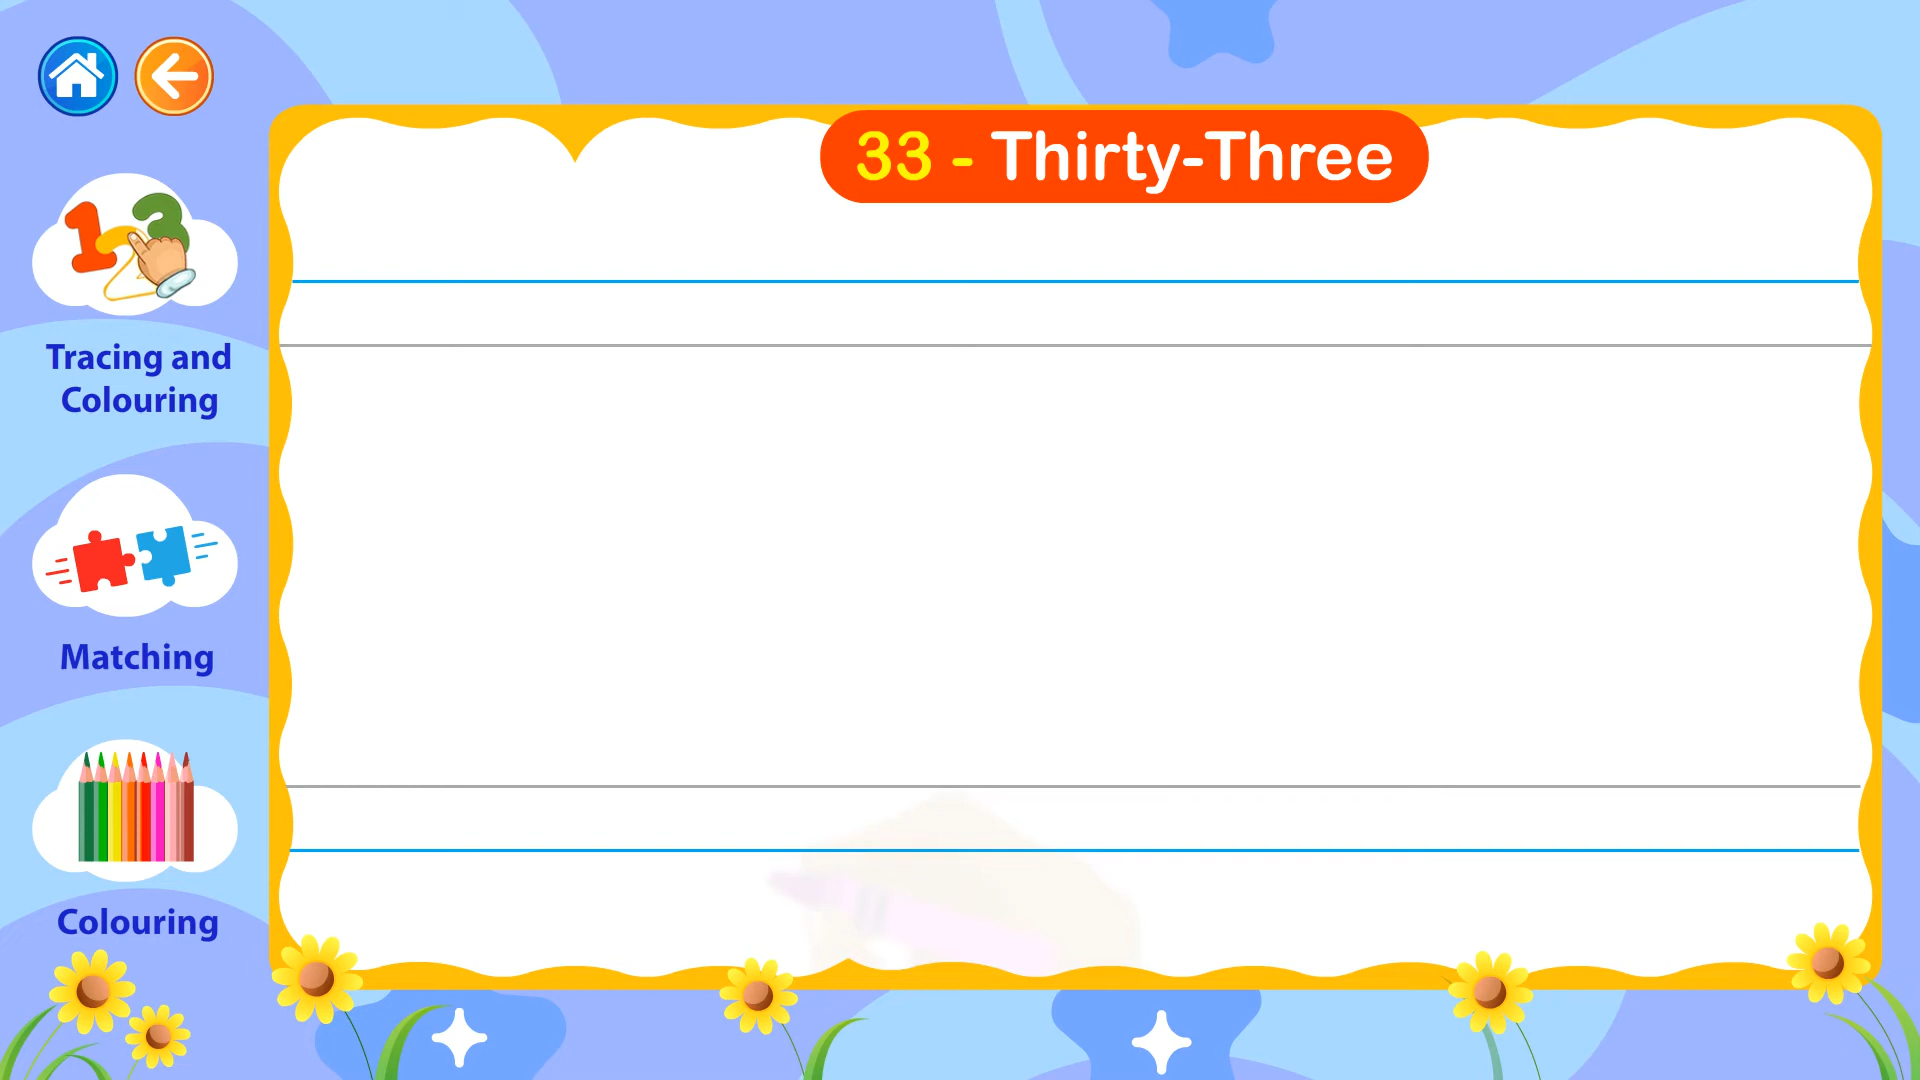 33 - Thirty-Three
Tracing and
Colouring
Matching
Colouring